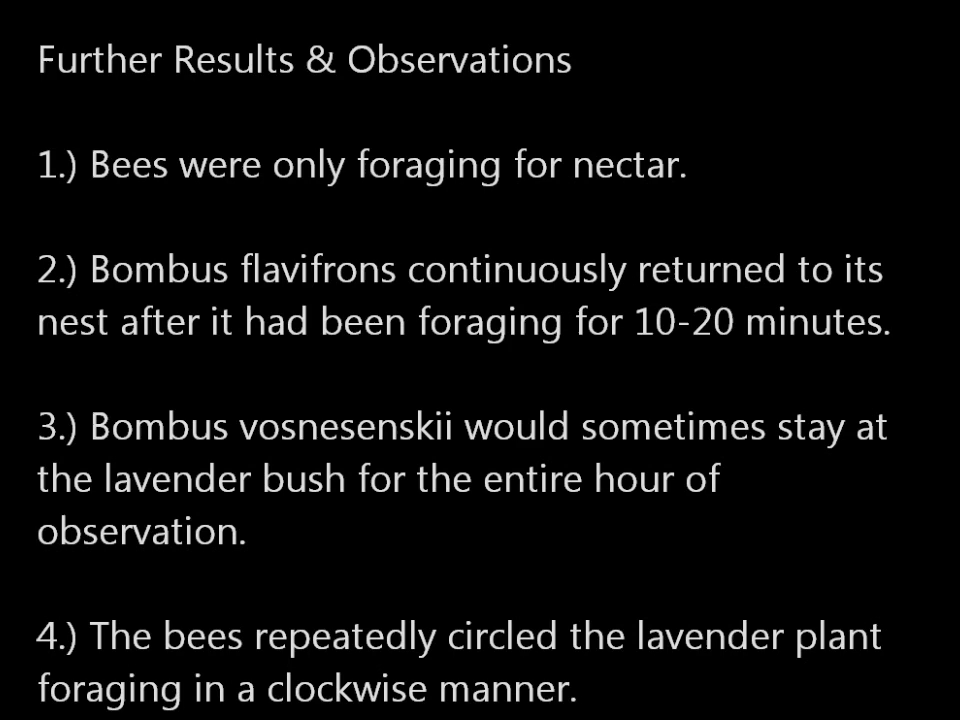 Further Results & Observations
1.) Bees were only foraging for nectar.
2.) Bombus flavifrons continuously returned to its
nest after it had been foraging for 10-20 minutes.
3.) Bombus vosnesenskii would sometimes stay at
the lavender bush for the entire hour of
observation.
4.) The bees repeatedly circled the lavender plant
foraging in a clockwise manner.